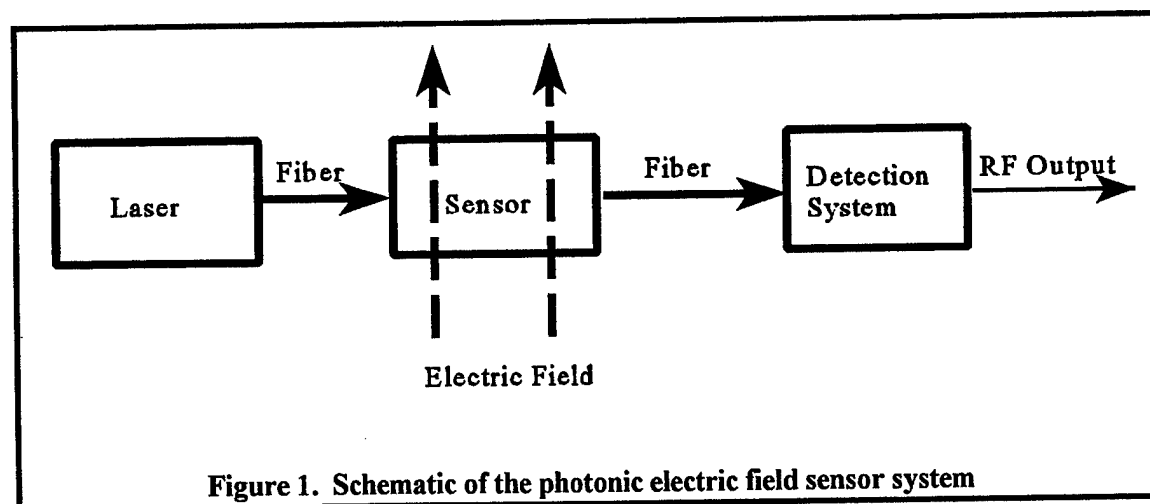 Fiber
Fiber
RF Output
Laser
Sensor
Detection
System
Electric Field
Figure 1. Schematic of the photonic electric field sensor system